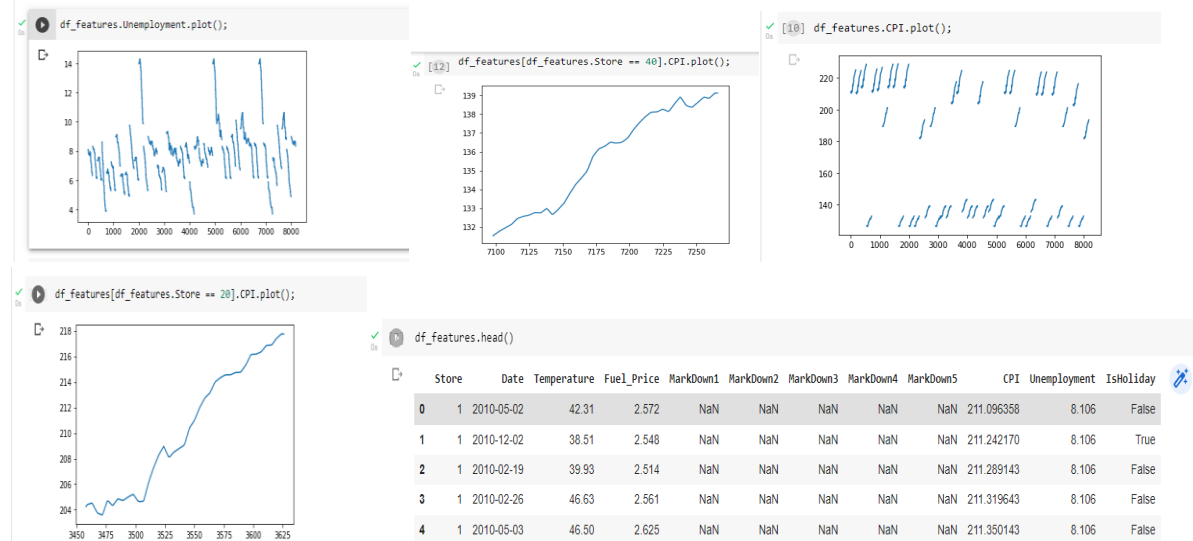 df_features.Unemployment.plot();
0s
14
12
10
8
6
4
0 1000 2000 3000 4000 5000 6000 7000 8000
[12] df_features[df_features.Store == 40].CPI.plot();
0s
139
138
137
136
135
134
133
132
7100 7125 7150 7175 7200 7225 7250
[10] df_features.CPI.plot();
0s
220
200
180
160
140
0 1000 2000 3000 4000 5000 6000 7000 8000
df_features[df_features.Store == 20].CPI.plot();
0s
218
216
214
212
210
208
206
204
3450 3475 3500 3525 3550 3575 3600 3625
df_features.head()
0s
Store Date Temperature Fuel_Price MarkDown1 MarkDown2 MarkDown3 MarkDown4 MarkDown5 CPI Unemployment IsHoliday
0 1 2010-05-02 42.31 2.572 NaN NaN NaN NaN NaN 211.096358 8.106 False
1 1 2010-12-02 38.51 2.548 NaN NaN NaN NaN NaN 211.242170 8.106 True
2 1 2010-02-19 39.93 2.514 NaN NaN NaN NaN NaN 211.289143 8.106 False
3 1 2010-02-26 46.63 2.561 NaN NaN NaN NaN NaN 211.319643 8.106 False
4 1 2010-05-03 46.50 2.625 NaN NaN NaN NaN NaN 211.350143 8.106 False